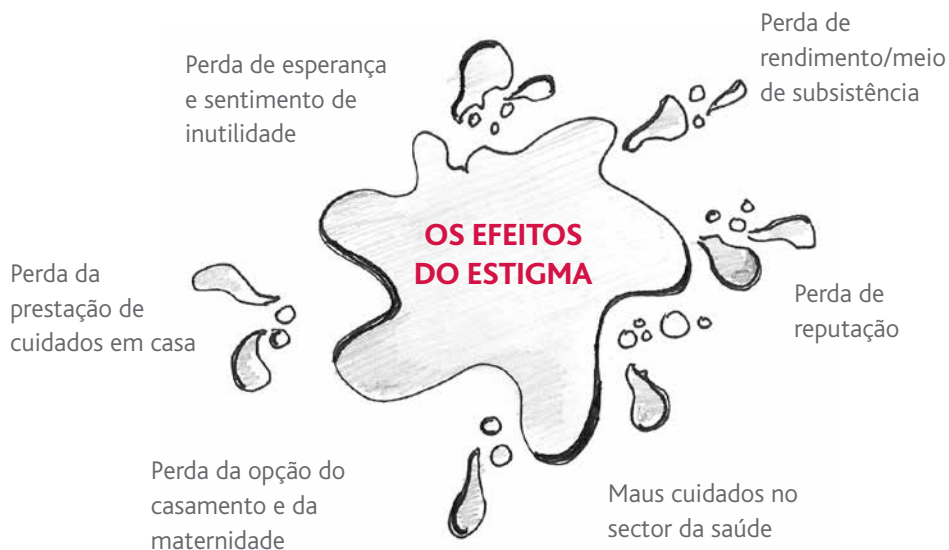 Perda de
rendimento/meio
de subsistência
Perda de esperança
e sentimento de
inutilidade
OS EFEITOS
DO ESTIGMA
Perda da
prestação de
cuidados em casa
Perda de
reputação
Perda da opção do
casamento e da
maternidade
Maus cuidados no
sector da saúde